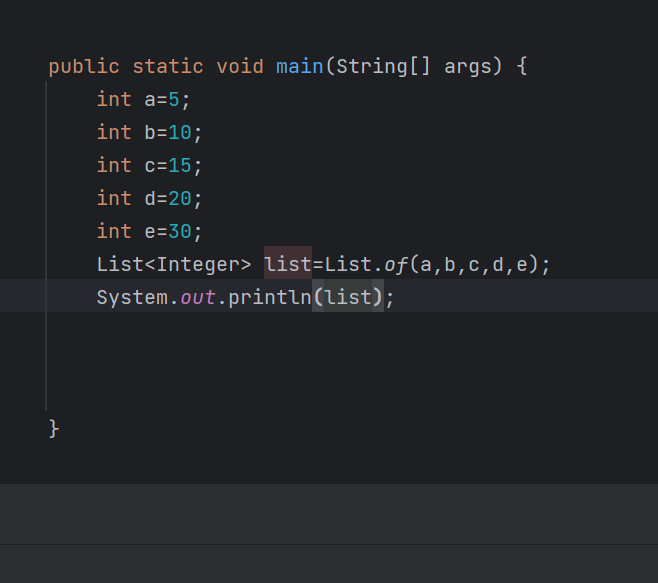 public static void main(String[] args) {
    int a=5;
    int b=10;
    int c=15;
    int d=20;
    int e=30;
    List<Integer> list=List.of(a,b,c,d,e);
    System.out.println(list);
}